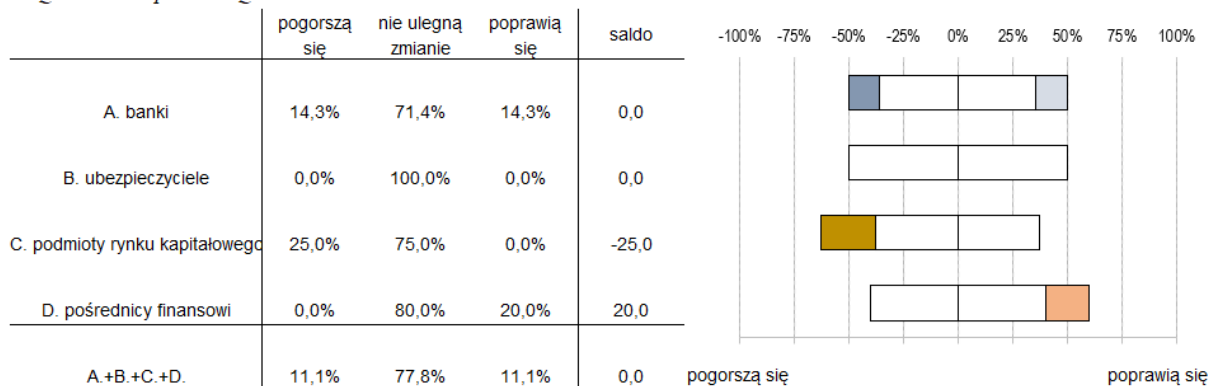 pogorszą się nie ulegną zmianie poprawią się saldo
A. banki 14,3% 71,4% 14,3% 0,0
B. ubezpieczyciele 0,0% 100,0% 0,0% 0,0
C. podmioty rynku kapitałowego 25,0% 75,0% 0,0% -25,0
D. pośrednicy finansowi 0,0% 80,0% 20,0% 20,0
A.+B.+C.+D. 11,1% 77,8% 11,1% 0,0
-100% -75% -50% -25% 0% 25% 50% 75% 100%
pogorszą się poprawią się